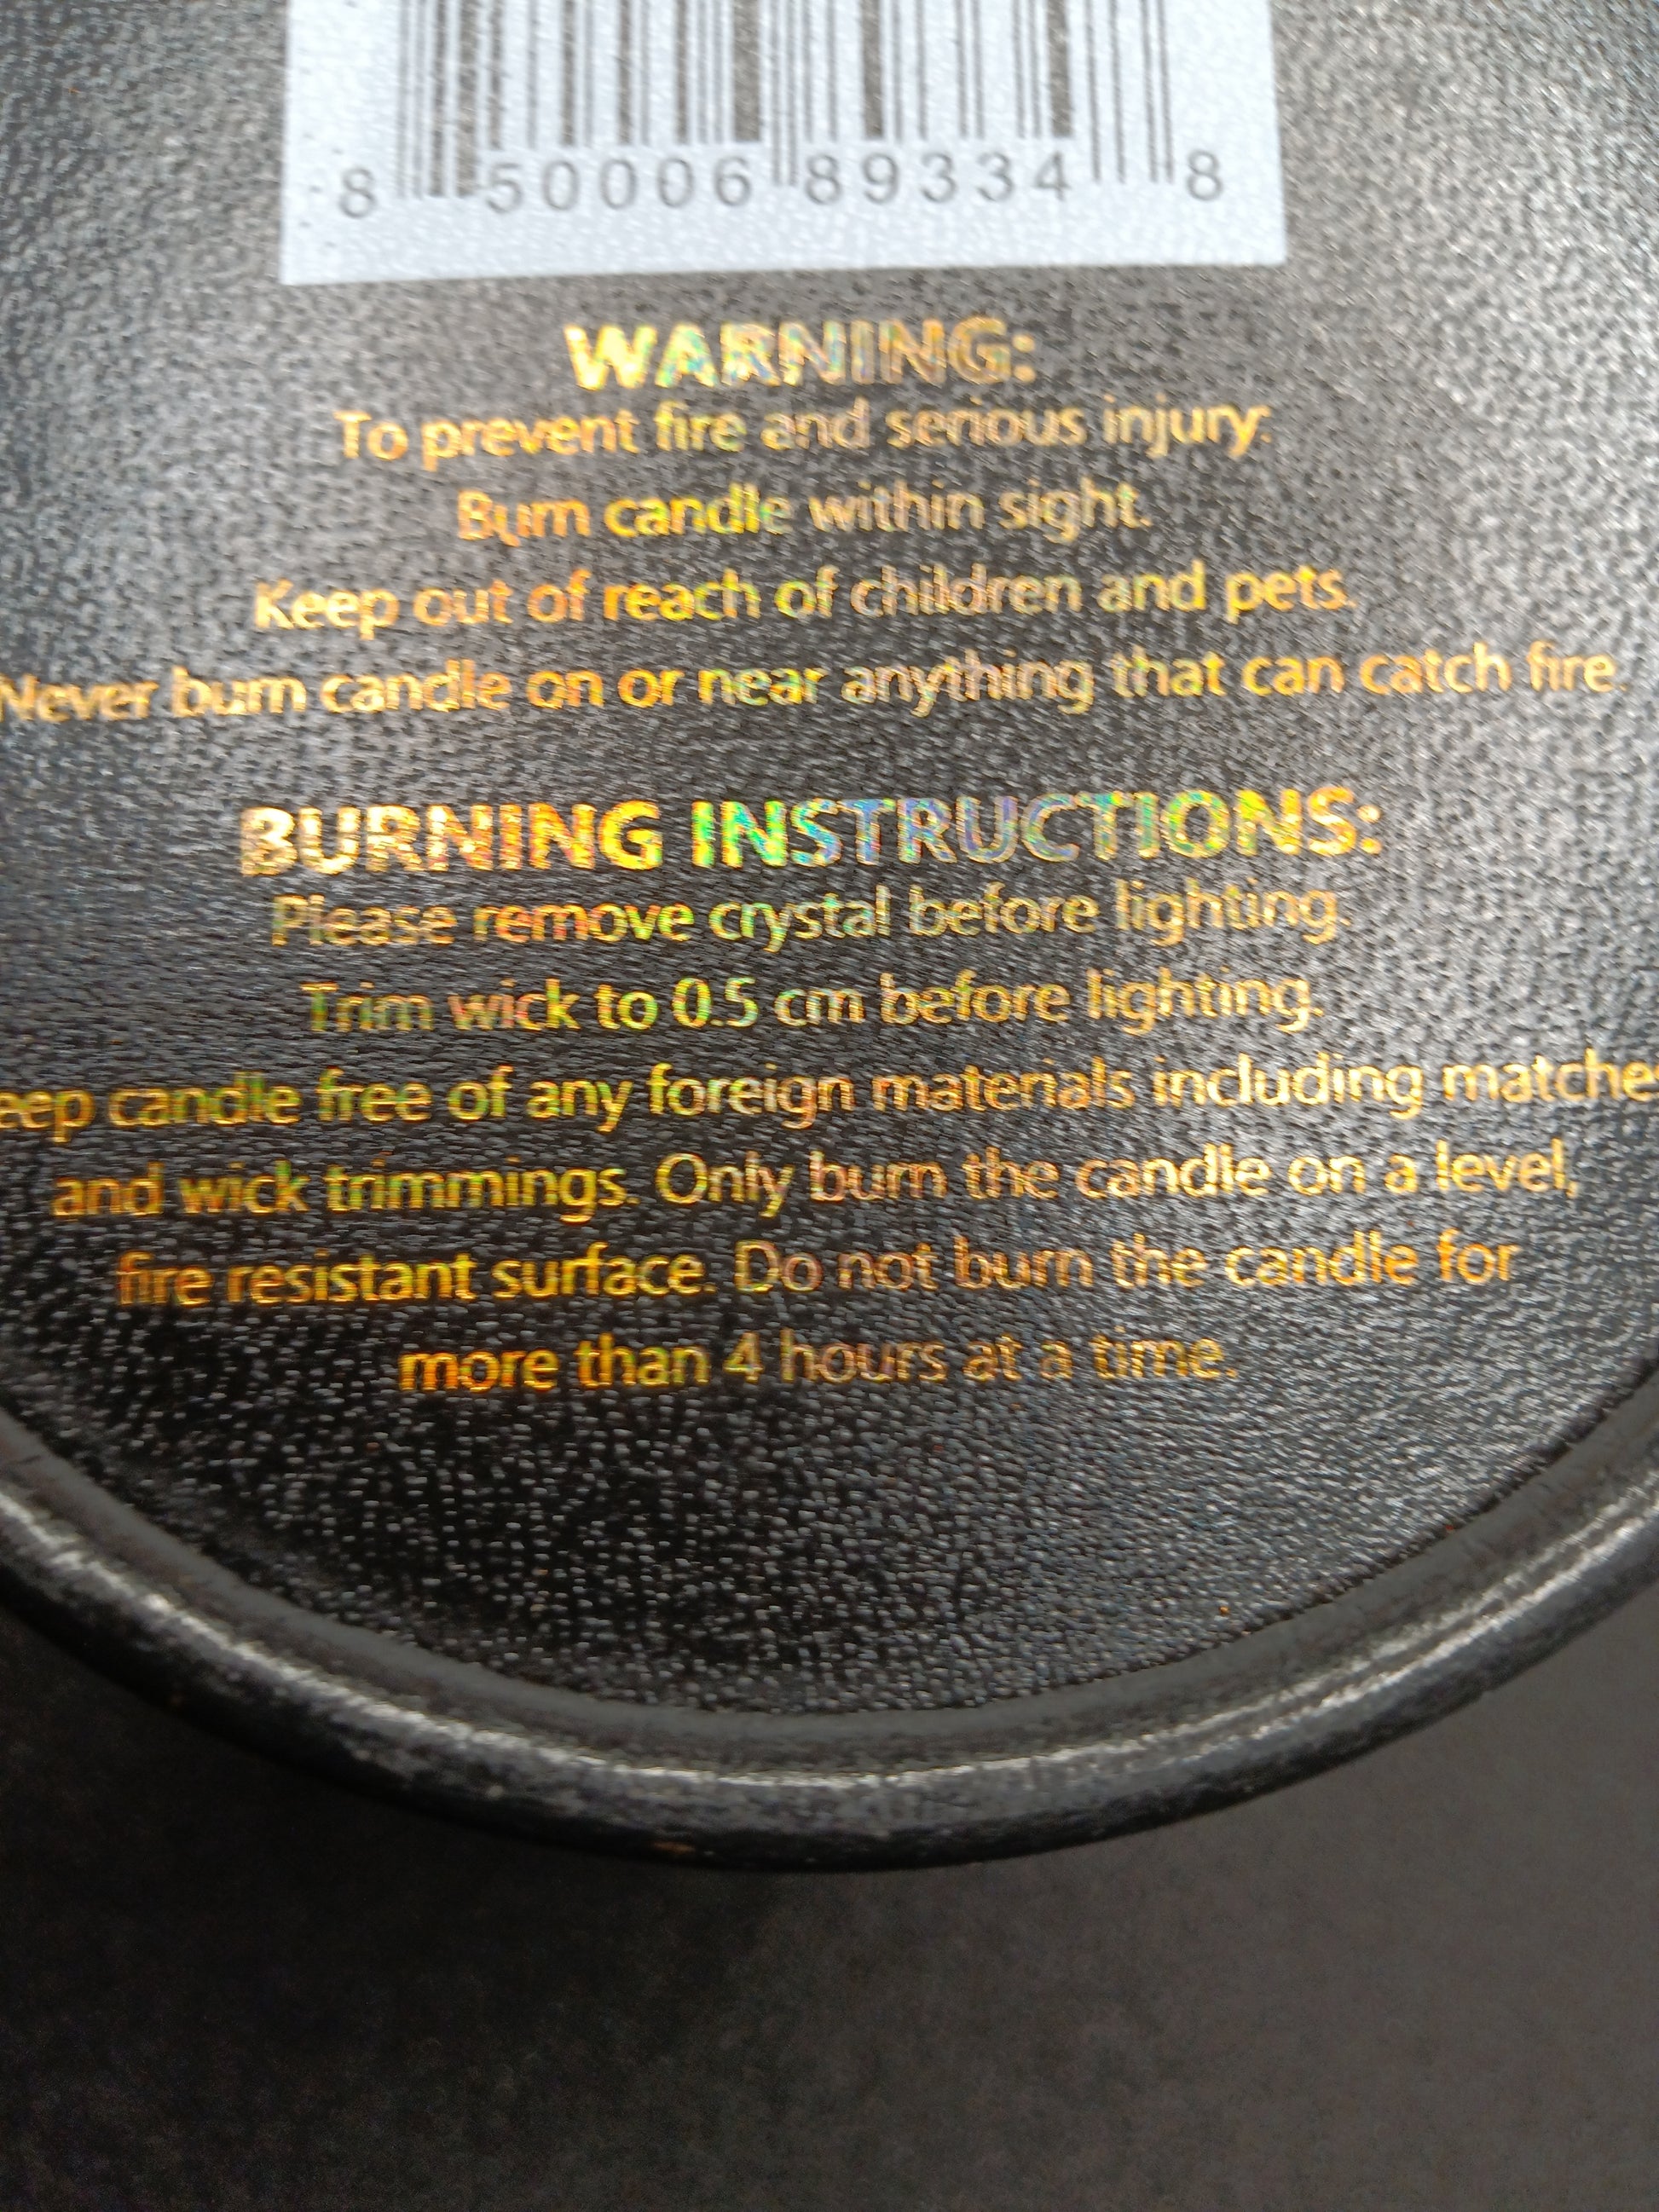 8 50006 89334 8
WARNING:
To prevent fire and serious injury:
Burn candle within sight.
Keep out of reach of children and pets.
Never burn candle on or near anything that can catch fire.
BURNING INSTRUCTIONS:
Please remove crystal before lighting.
Trim wick to 0.5 cm before lighting.
eep candle free of any foreign materials including matches
and wick trimmings. Only burn the candle on a level,
fire resistant surface. Do not burn the candle for
more than 4 hours at a time.